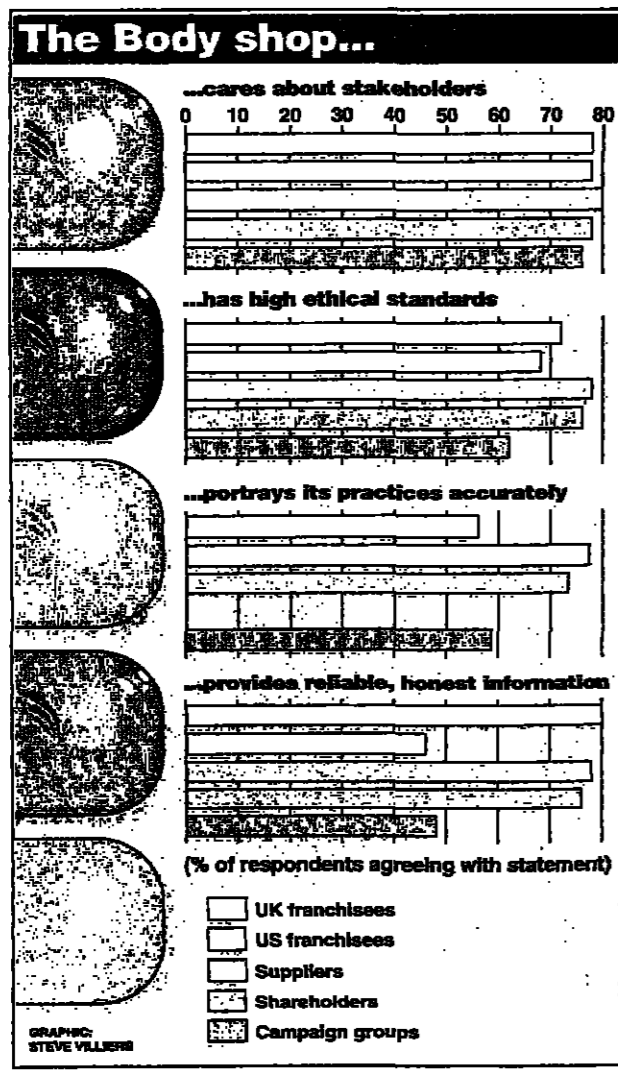 The Body shop...
...cares about stakeholders
0 10 20 30 40 50 60 70 80
...has high ethical standards
...portrays its practices accurately
...provides reliable, honest information
(% of respondents agreeing with statement)
UK franchisees
US franchisees
Suppliers
Shareholders
Campaign groups
GRAPHIC:
STEVE VILLIERS